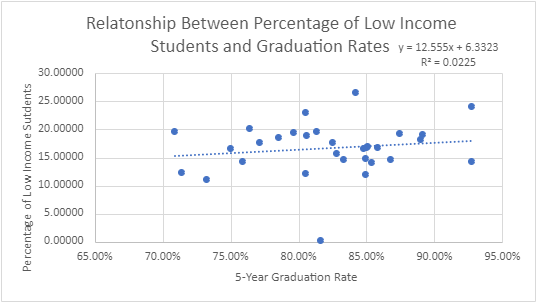 Relatonship Between Percentage of Low Income
Students and Graduation Rates
y = 12.555x + 6.3323
R² = 0.0225
Percentage of Low Income Sutdents
30.00000
25.00000
20.00000
15.00000
10.00000
5.00000
0.00000
65.00%
70.00%
75.00%
80.00%
85.00%
90.00%
95.00%
5-Year Graduation Rate